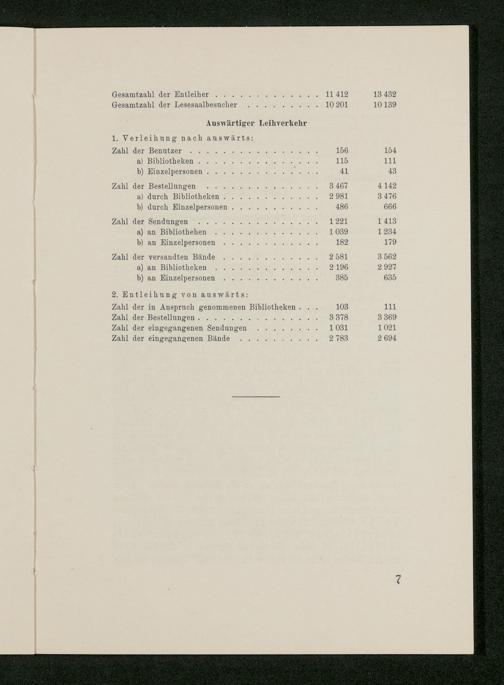 Gesamtzahl der Entleiher . . . . . . . . . . . . . 11 412 13 432
Gesamtzahl der Lesesaalbesucher . . . . . . . . . 10 201 10 139
Auswärtiger Leihverkehr
1. Verleihung nach auswärts:
Zahl der Benutzer . . . . . . . . . . . . . . . . 156 154
a) Bibliotheken . . . . . . . . . . . . . . . 115 111
b) Einzelpersonen . . . . . . . . . . . . . . 41 43
Zahl der Bestellungen . . . . . . . . . . . . . . 3 467 4 142
a) durch Bibliotheken . . . . . . . . . . . . 2 981 3 476
b) durch Einzelpersonen . . . . . . . . . . . 486 666
Zahl der Sendungen . . . . . . . . . . . . . . . 1 221 1 413
a) an Bibliotheken . . . . . . . . . . . . . 1 039 1 234
b) an Einzelpersonen . . . . . . . . . . . . 182 179
Zahl der versandten Bände . . . . . . . . . . . . 2 581 3 562
a) an Bibliotheken . . . . . . . . . . . . . 2 196 2 927
b) an Einzelpersonen . . . . . . . . . . . . 385 635
2. Entleihung von auswärts:
Zahl der in Anspruch genommenen Bibliotheken . . . 103 111
Zahl der Bestellungen . . . . . . . . . . . . . . . 3 378 3 369
Zahl der eingegangenen Sendungen . . . . . . . . 1 031 1 021
Zahl der eingegangenen Bände . . . . . . . . . . 2 783 2 694
7